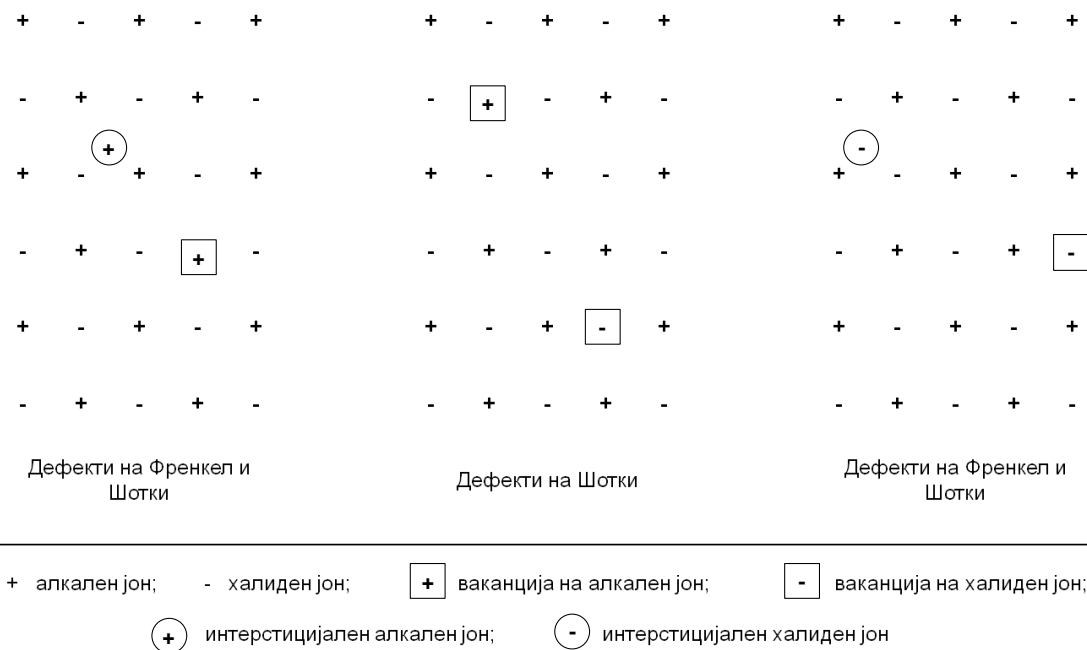 + - + - + + - + - + + - + - +
- + - + - - + - + - - + - + -
+ -
+ - + - + + - + - + + - + - +
- + - + - - + - + - - + - + -
+ - + - + + - + - + + - + - +
- + - + - - + - + - - + - + -
Дефекти на Френкел и
Шотки
Дефекти на Шотки
Дефекти на Френкел и
Шотки
+ алкален јон; - халиден јон; + ваканција на алкален јон; - ваканција на халиден јон;
+ интерстицијален алкален јон; - интерстицијален халиден јон